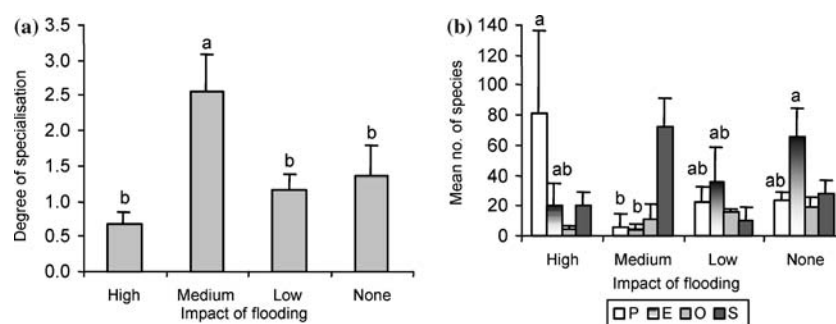 (a)
Degree of specialisation
3.5
3.0
2.5
2.0
1.5
1.0
0.5
0.0
b
a
b
b
High Medium Low None
Impact of flooding
(b)
Mean no. of species
140
120
100
80
60
40
20
0
a
ab
b
b
ab
ab
ab
a
High Medium Low None
Impact of flooding
P E O S